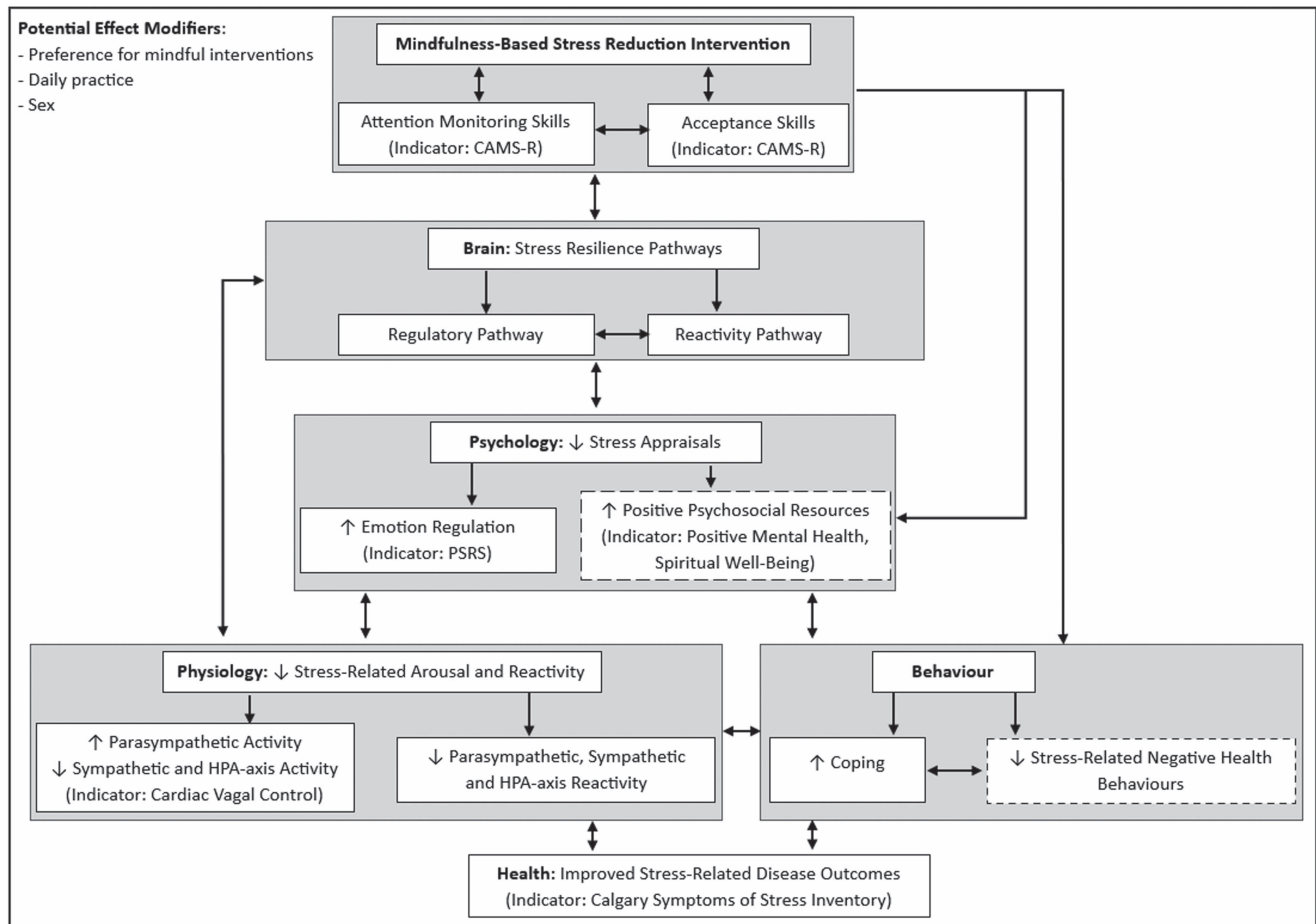 Potential Effect Modifiers:
- Preference for mindful interventions
- Daily practice
- Sex
Mindfulness-Based Stress Reduction Intervention
Attention Monitoring Skills
(Indicator: CAMS-R)
Acceptance Skills
(Indicator: CAMS-R)
Brain: Stress Resilience Pathways
Regulatory Pathway
Reactivity Pathway
Psychology: ↓ Stress Appraisals
↑ Emotion Regulation
(Indicator: PSRS)
↑ Positive Psychosocial Resources
(Indicator: Positive Mental Health,
Spiritual Well-Being)
Physiology: ↓ Stress-Related Arousal and Reactivity
↑ Parasympathetic Activity
↓ Sympathetic and HPA-axis Activity
(Indicator: Cardiac Vagal Control)
↓ Parasympathetic, Sympathetic
and HPA-axis Reactivity
Behaviour
↑ Coping
↓ Stress-Related Negative Health
Behaviours
Health: Improved Stress-Related Disease Outcomes
(Indicator: Calgary Symptoms of Stress Inventory)